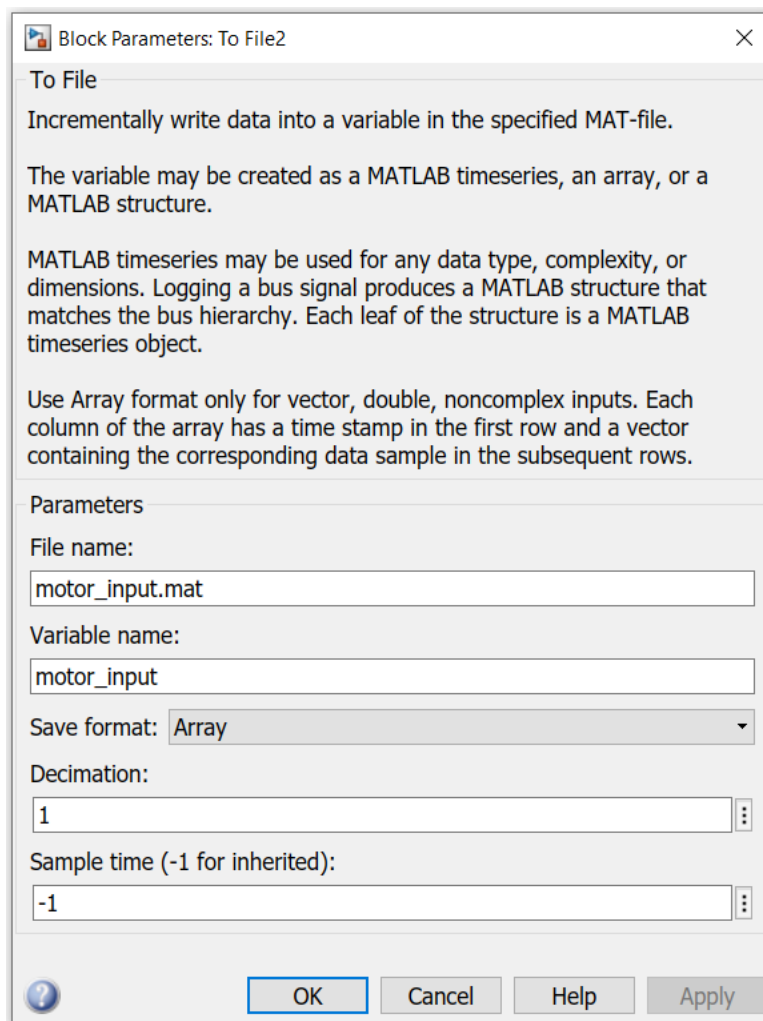 Block Parameters: To File2
To File
Incrementally write data into a variable in the specified MAT-file.
The variable may be created as a MATLAB timeseries, an array, or a
MATLAB structure.
MATLAB timeseries may be used for any data type, complexity, or
dimensions. Logging a bus signal produces a MATLAB structure that
matches the bus hierarchy. Each leaf of the structure is a MATLAB
timeseries object.
Use Array format only for vector, double, noncomplex inputs. Each
column of the array has a time stamp in the first row and a vector
containing the corresponding data sample in the subsequent rows.
Parameters
File name:
motor_input.mat
Variable name:
motor_input
Save format: Array
Decimation:
1
Sample time (-1 for inherited):
-1
OK Cancel Help Apply